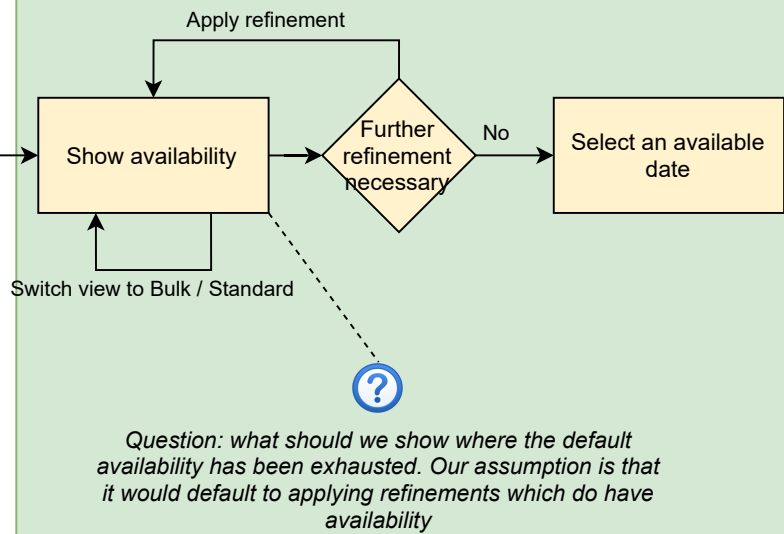 Apply refinement
Show availability
Further
refinement
necessary
No
Select an available
date
Switch view to Bulk / Standard
?
Question: what should we show where the default
availability has been exhausted. Our assumption is that
it would default to applying refinements which do have
availability